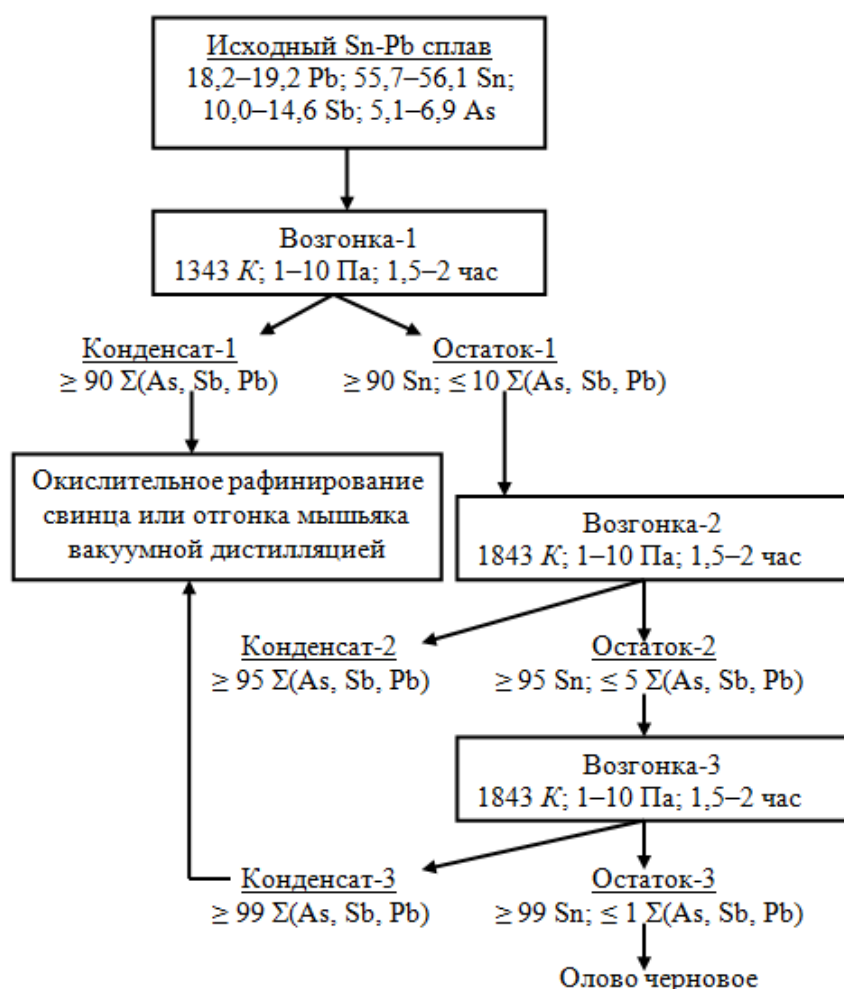 Исходный Sn-Pb сплав
18,2–19,2 Pb; 55,7–56,1 Sn;
10,0–14,6 Sb; 5,1–6,9 As
Возгонка-1
1343 K; 1–10 Па; 1,5–2 час
Конденсат-1
≥ 90 Σ(As, Sb, Pb)
Остаток-1
≥ 90 Sn; ≤ 10 Σ(As, Sb, Pb)
Окислительное рафинирование
свинца или отгонка мышьяка
вакуумной дистилляцией
Возгонка-2
1843 K; 1–10 Па; 1,5–2 час
Конденсат-2
≥ 95 Σ(As, Sb, Pb)
Остаток-2
≥ 95 Sn; ≤ 5 Σ(As, Sb, Pb)
Возгонка-3
1843 K; 1–10 Па; 1,5–2 час
Конденсат-3
≥ 99 Σ(As, Sb, Pb)
Остаток-3
≥ 99 Sn; ≤ 1 Σ(As, Sb, Pb)
Олово черновое